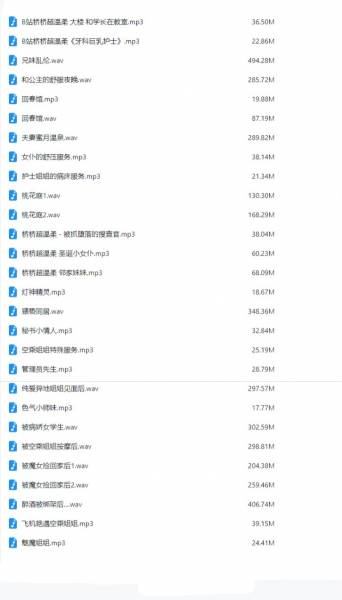 B站桥桥超温柔 大楼 和学长在教室.mp3 36.50M
B站桥桥超温柔《牙科巨乳护士》.mp3 22.86M
兄妹乱伦.wav 494.28M
和公主的舒服夜晚.wav 285.72M
回春馆.mp3 19.88M
回春馆.wav 87.19M
夫妻蜜月温泉.wav 289.82M
女仆的舒压服务.mp3 38.14M
护士姐姐的病床服务.mp3 21.34M
桃花庭1.wav 130.30M
桃花庭2.wav 168.29M
桥桥超温柔 - 被抓堕落的搜查官.mp3 38.04M
桥桥超温柔 圣诞小女仆.mp3 60.23M
桥桥超温柔 邻家妹妹.mp3 68.09M
灯神精灵.mp3 18.67M
猫娘同居.wav 348.36M
秘书小情人.mp3 32.84M
空乘姐姐特殊服务.mp3 25.19M
管理员先生.mp3 28.79M
纯爱异地姐姐见面后.wav 297.57M
色气小师妹.mp3 17.77M
被病娇女学生.wav 302.59M
被空乘姐姐按摩后.wav 298.81M
被魔女捡回家后1.wav 204.38M
被魔女捡回家后2.wav 259.46M
醉酒被绑架后....wav 406.74M
飞机艳遇空乘姐姐.mp3 39.15M
魅魔姐姐.mp3 24.41M